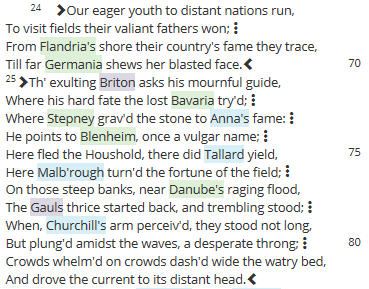 24 Our eager youth to distant nations run,
To visit fields their valiant fathers won;
From Flandria's shore their country's fame they trace,
Till far Germania shews her blasted face. 70
25 Th' exulting Briton asks his mournful guide,
Where his hard fate the lost Bavaria try'd;
Where Stepney grav'd the stone to Anna's fame:
He points to Blenheim, once a vulgar name;
Here fled the Houshold, there did Tallard yield, 75
Here Malb'rough turn'd the fortune of the field;
On those steep banks, near Danube's raging flood,
The Gauls thrice started back, and trembling stood;
When, Churchill's arm perceiv'd, they stood not long,
But plung'd amidst the waves, a desperate throng; 80
Crowds whelm'd on crowds dash'd wide the watry bed,
And drove the current to its distant head.